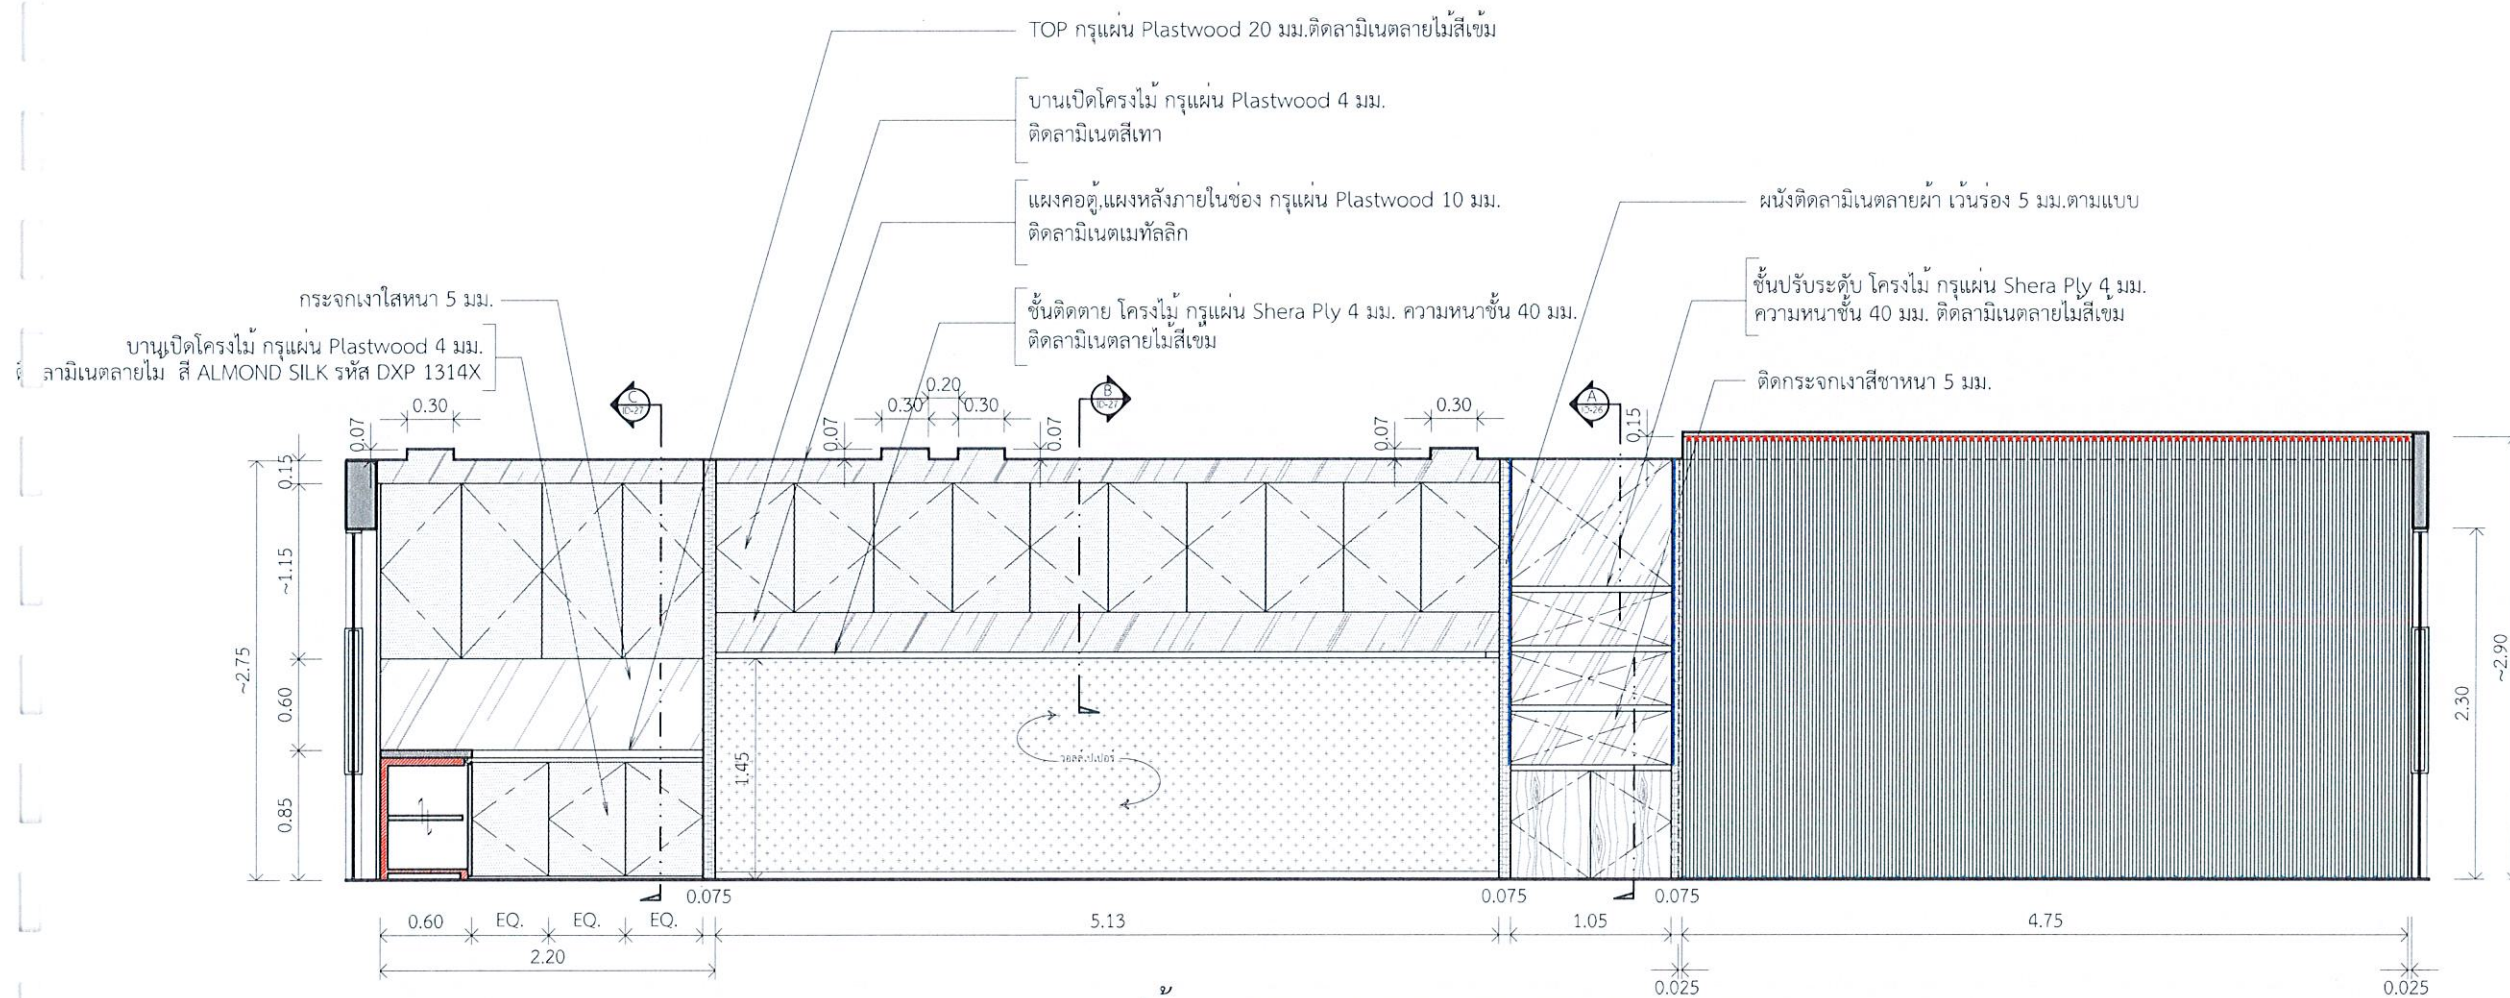 TOP กรุแผ่น Plastwood 20 มม.ติดลามิเนตลายไม้สีเข้ม
บานเปิดโครงไม้ กรุแผ่น Plastwood 4 มม.
ติดลามิเนตสีเทา
แผงคอตู้,แผงหลังภายในช่อง กรุแผ่น Plastwood 10 มม.
ติดลามิเนตเมทัลลิก
ผนังติดลามิเนตลายผ้า เว้นร่อง 5 มม.ตามแบบ
กระจกเงาใสหนา 5 มม.
ชั้นติดตาย โครงไม้ กรุแผ่น Shera Ply 4 มม. ความหนาชั้น 40 มม.
ติดลามิเนตลายไม้สีเข้ม
ชั้นปรับระดับ โครงไม้ กรุแผ่น Shera Ply 4 มม.
ความหนาชั้น 40 มม. ติดลามิเนตลายไม้สีเข้ม
บานเปิดโครงไม้ กรุแผ่น Plastwood 4 มม.
ลามิเนตลายไม้ สี ALMOND SILK รหัส DXP 1314X
ติดกระจกเงาสีชาหนา 5 มม.
0.30
C
ID-27
0.30
0.20
0.30
B
ID-27
0.30
A
ID-26
0.07
0.07
0.07
0.07
0.15
0.15
~1.15
~2.75
0.60
0.85
1.45
วอลล์เปเปอร์
2.30
~2.90
0.075
0.075
0.075
0.60
EQ.
EQ.
EQ.
5.13
1.05
4.75
2.20
0.025
0.025